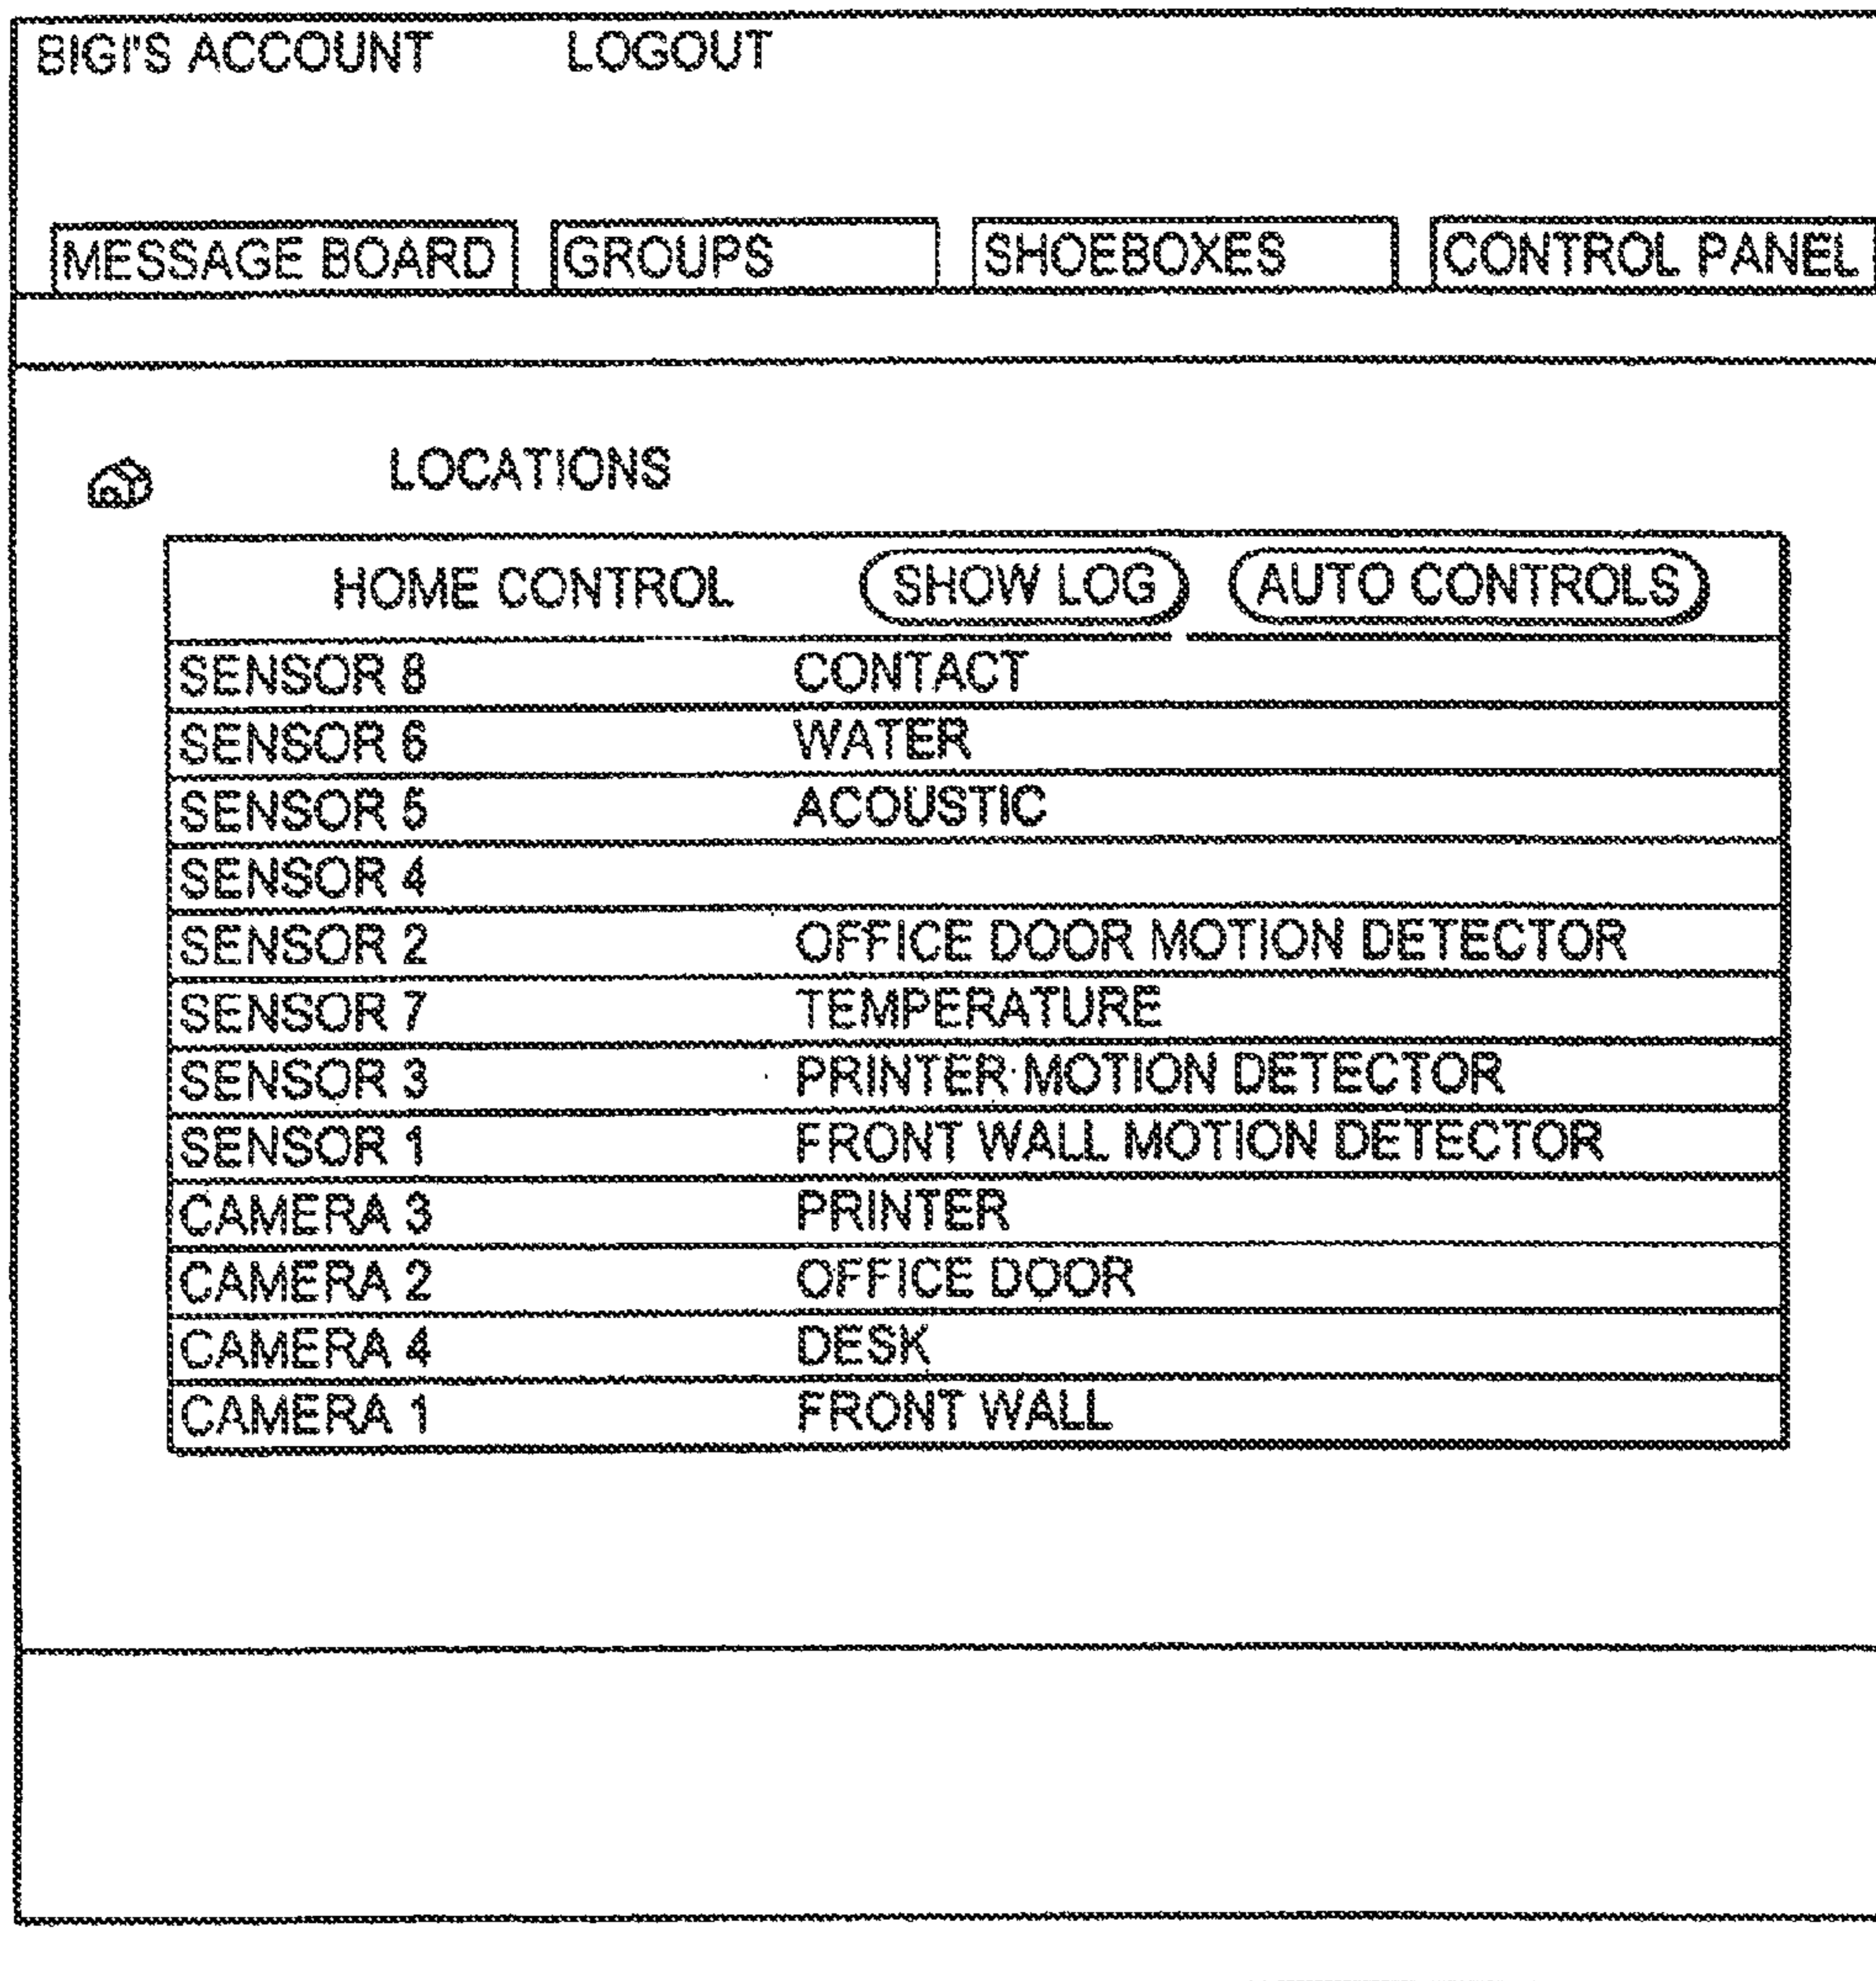 BIGI'S ACCOUNT LOGOUT
MESSAGE BOARD GROUPS SHOEBOXES CONTROL PANEL
LOCATIONS
HOME CONTROL SHOW LOG AUTO CONTROLS
SENSOR 8 CONTACT
SENSOR 6 WATER
SENSOR 5 ACOUSTIC
SENSOR 4
SENSOR 2 OFFICE DOOR MOTION DETECTOR
SENSOR 7 TEMPERATURE
SENSOR 3 PRINTER MOTION DETECTOR
SENSOR 1 FRONT WALL MOTION DETECTOR
CAMERA 3 PRINTER
CAMERA 2 OFFICE DOOR
CAMERA 4 DESK
CAMERA 1 FRONT WALL